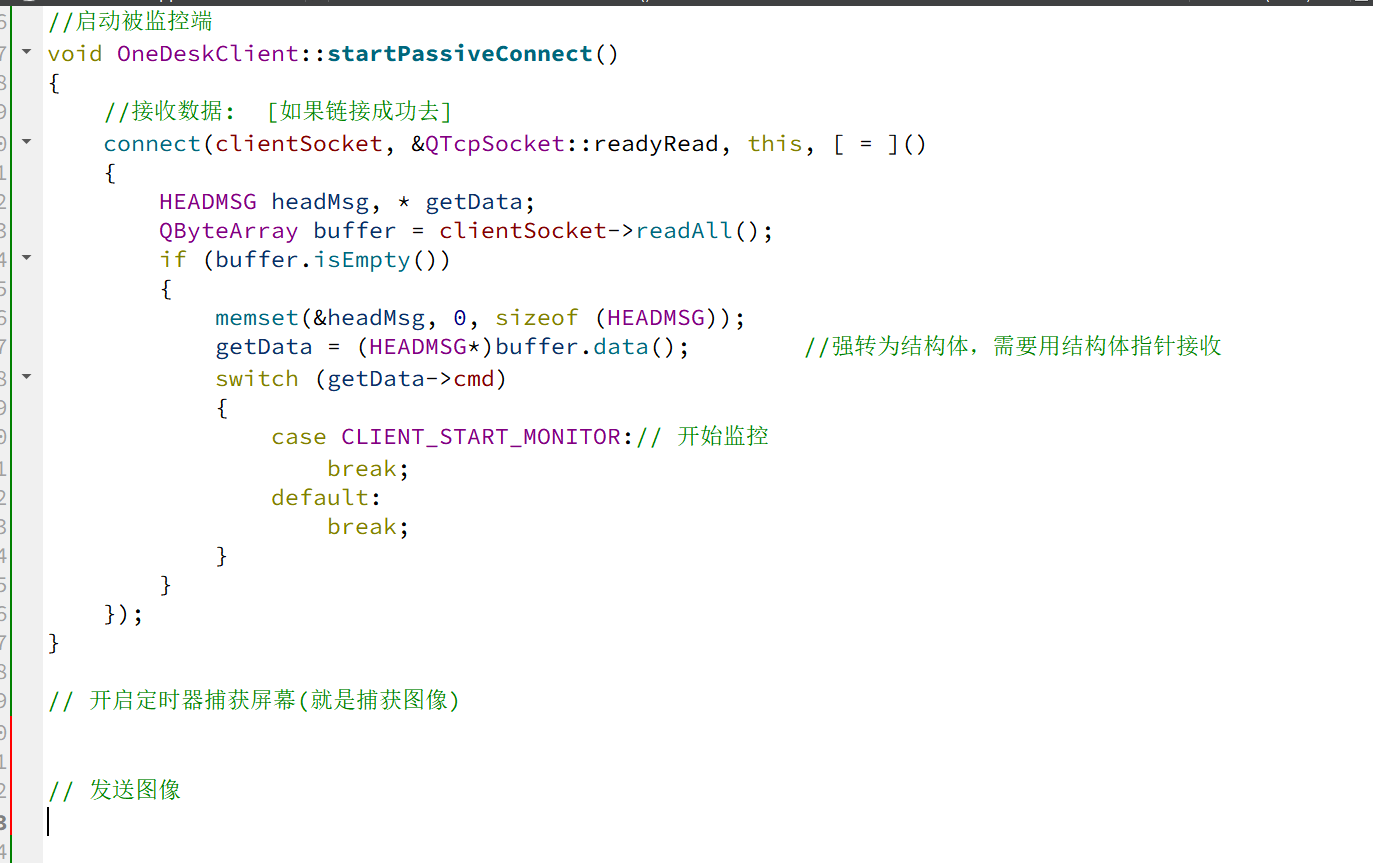 //启动被监控端
void OneDeskClient::startPassiveConnect()
{
//接收数据： [如果链接成功去]
connect(clientSocket, &QTcpSocket::readyRead, this, [ = ]()
{
HEADMSG headMsg, * getData;
QByteArray buffer = clientSocket->readAll();
if (buffer.isEmpty())
{
memset(&headMsg, 0, sizeof (HEADMSG));
getData = (HEADMSG*)buffer.data(); //强转为结构体，需要用结构体指针接收
switch (getData->cmd)
{
case CLIENT_START_MONITOR:// 开始监控
break;
default:
break;
}
}
});
}
// 开启定时器捕获屏幕(就是捕获图像)
// 发送图像